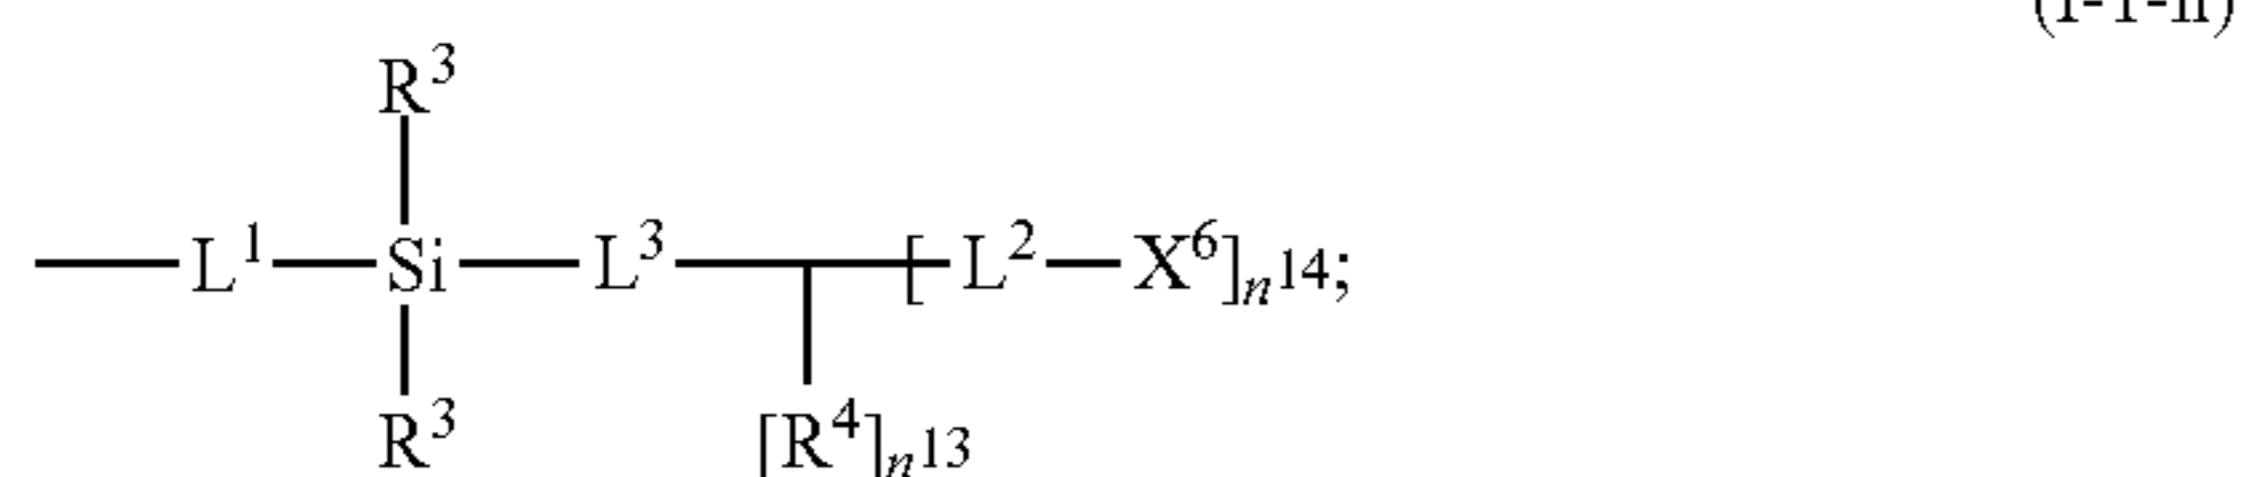 R³
L¹ Si L³ [ L² X⁶]n14;
R³ [R⁴]n13